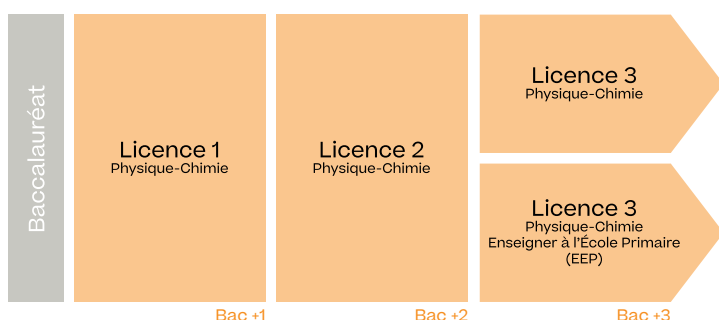 Baccalauréat
Licence 1
Physique-Chimie
Licence 2
Physique-Chimie
Licence 3
Physique-Chimie
Licence 3
Physique-Chimie
Enseigner à l'École Primaire
(EEP)
Bac +1
Bac +2
Bac +3